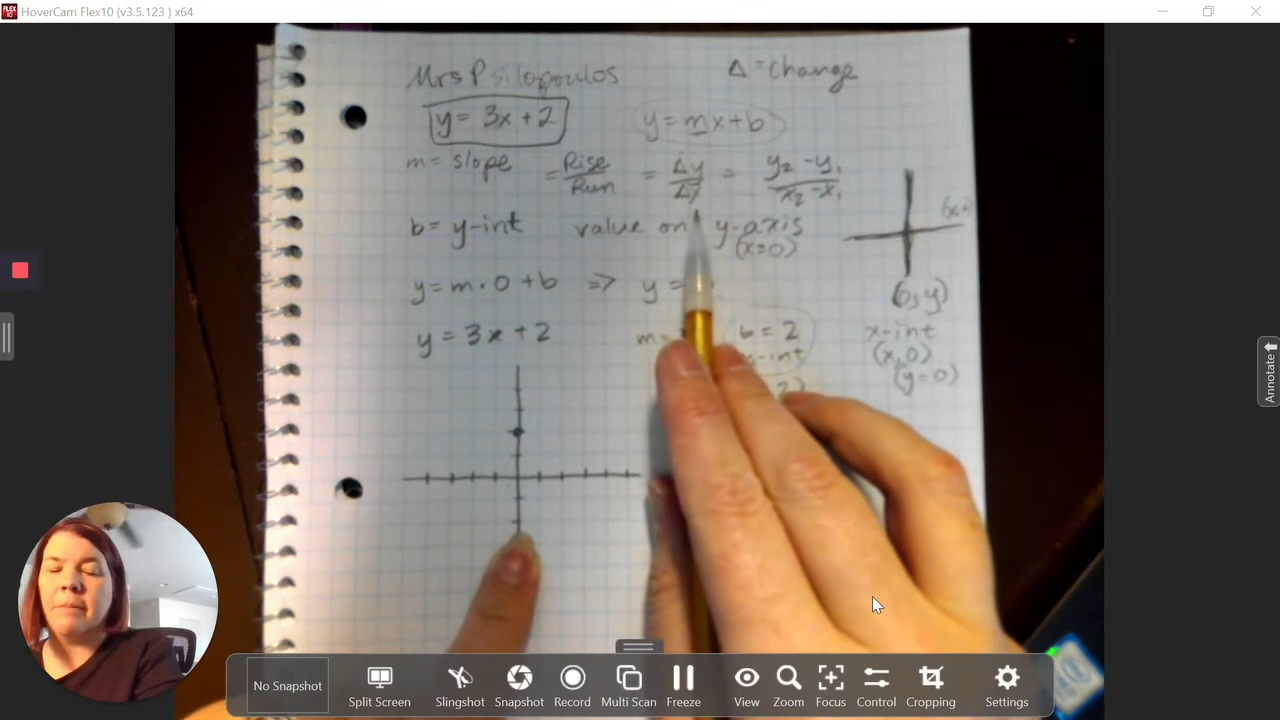 HoverCam Flex10 (v3.5.123 ) x64
Mrs Psilopoulos
Δ = Change
y = 3x + 2
y = mx + b
m = slope = Rise/Run = Δy/Δx = y₂ - y₁/x₂ - x₁
b = y-int value on y-axis
(x=0)
y = m · 0 + b => y =
(0, y)
y = 3x + 2
m = b = 2
-int
x-int
(x, 0)
(y = 0)
2)
Annotate
No Snapshot
Split Screen
Slingshot
Snapshot
Record
Multi Scan
Freeze
View
Zoom
Focus
Control
Cropping
Settings